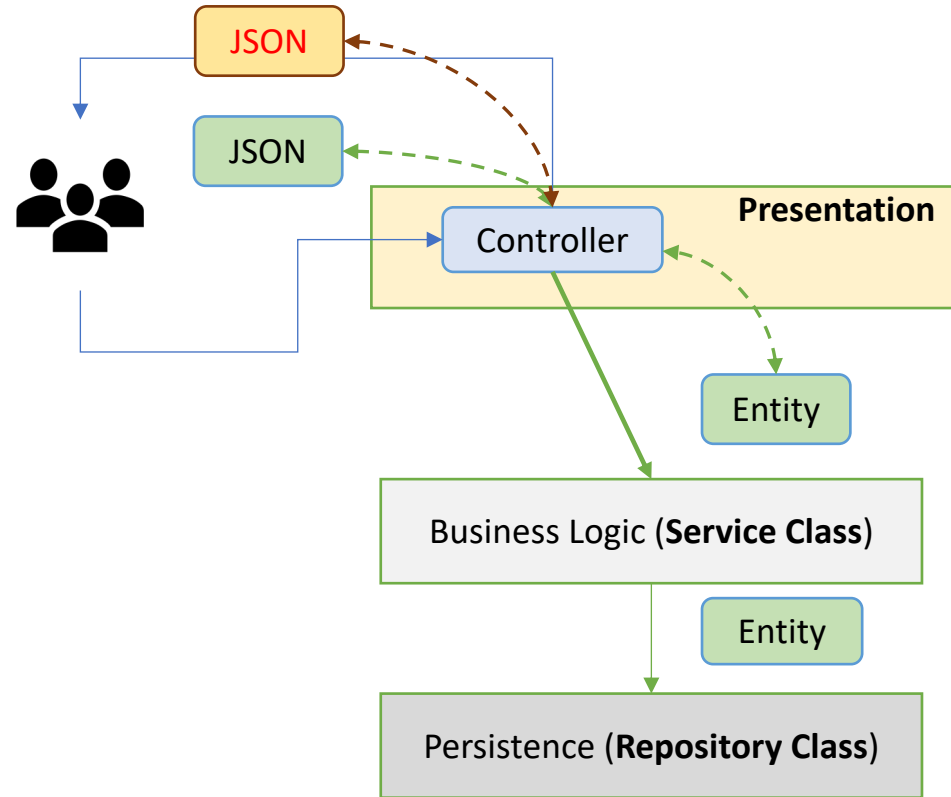 JSON
JSON
Presentation
Controller
Entity
Business Logic (Service Class)
Entity
Persistence (Repository Class)